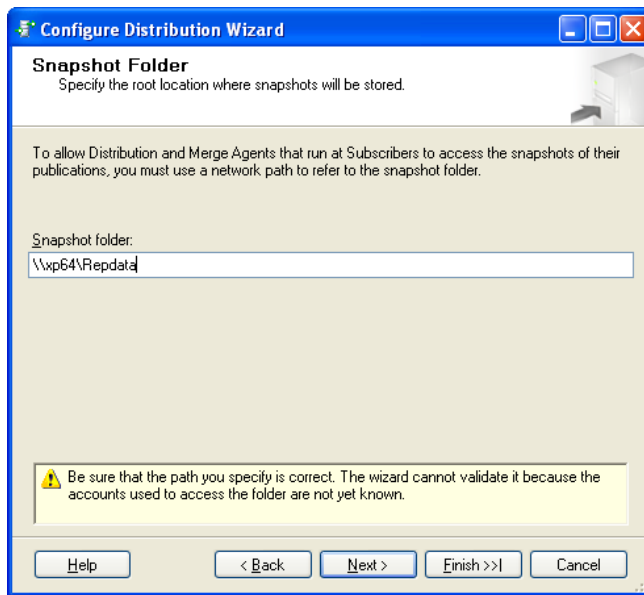 Configure Distribution Wizard
Snapshot Folder
Specify the root location where snapshots will be stored.
To allow Distribution and Merge Agents that run at Subscribers to access the snapshots of their
publications, you must use a network path to refer to the snapshot folder.
Snapshot folder:
\\xp64\Repdata
Be sure that the path you specify is correct. The wizard cannot validate it because the
accounts used to access the folder are not yet known.
Help
< Back
Next >
Finish >>|
Cancel